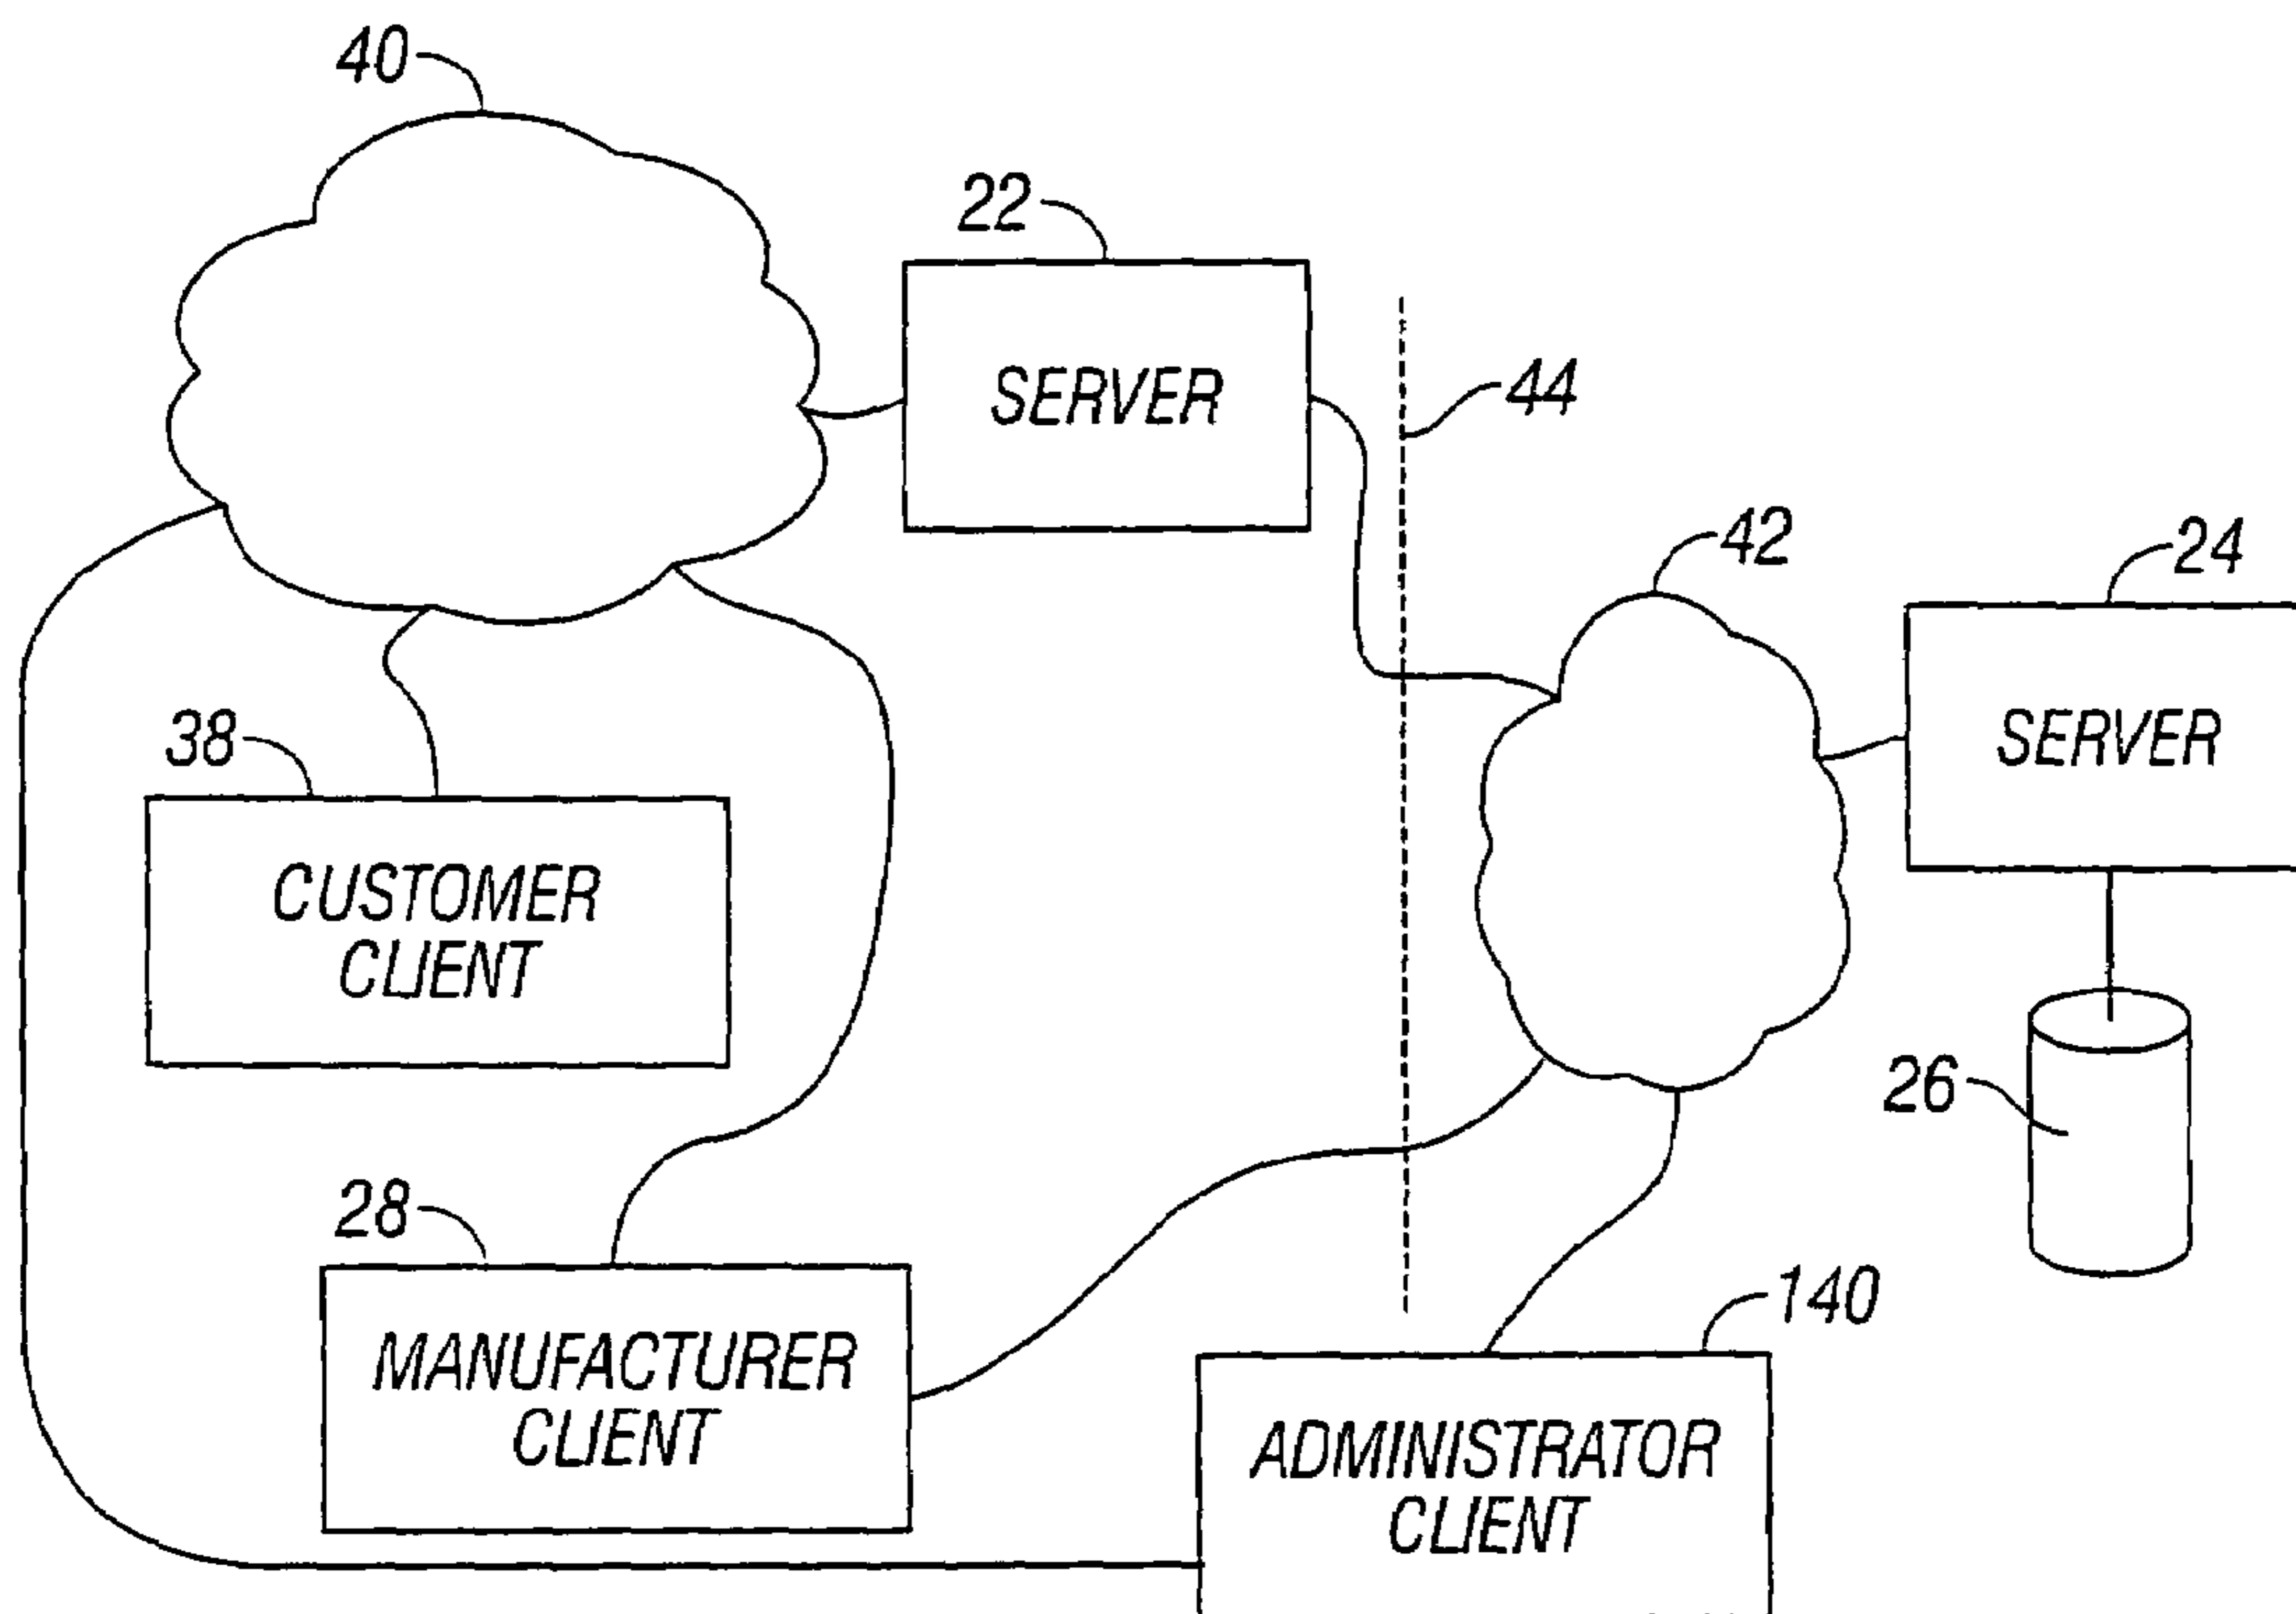 40
22
SERVER
44
42
24
SERVER
38
CUSTOMER
CLIENT
26
28
MANUFACTURER
CLIENT
140
ADMINISTRATOR
CLIENT